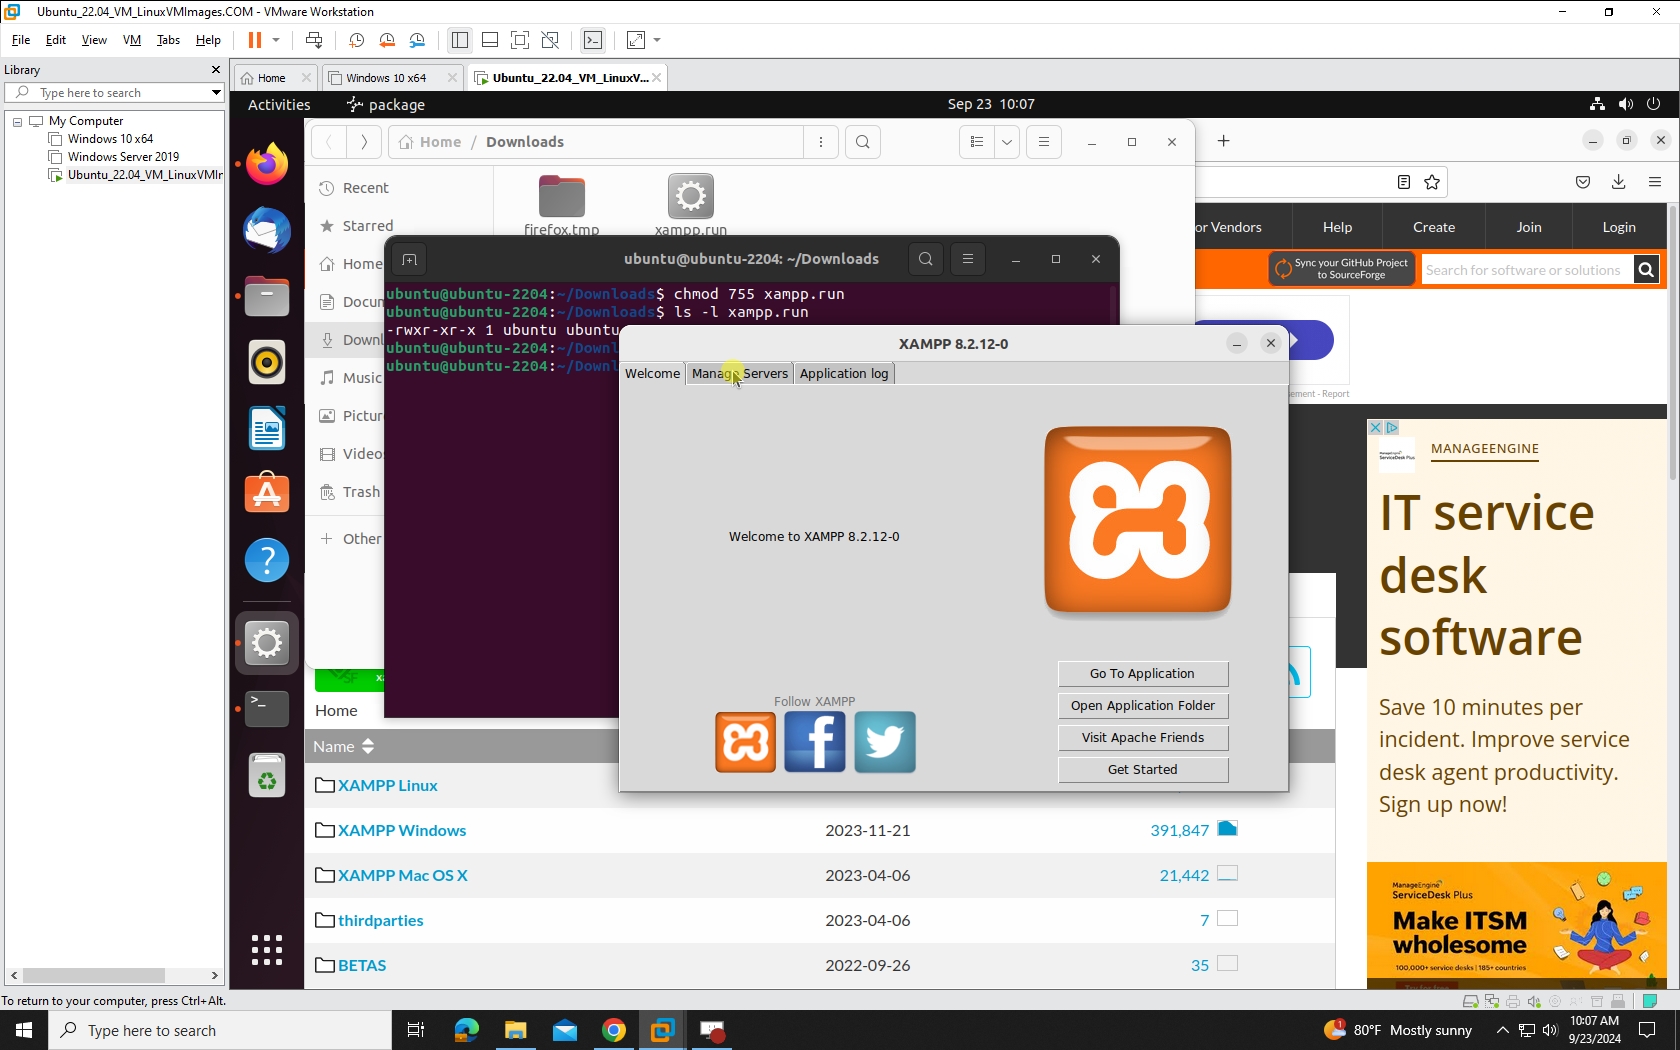 Ubuntu_22.04_VM_LinuxVMImages.COM - VMware Workstation
File Edit View VM Tabs Help
Library
Type here to search
My Computer
Windows 10 x64
Windows Server 2019
Ubuntu_22.04_VM_LinuxVMIr
Home
Windows 10 x64
Ubuntu_22.04_VM_LinuxV...
Activities
package
Sep 23 10:07
Home / Downloads
Recent
Starred
Home
Docun
Downl
Music
Pictur
Video
Trash
Other
firefox.tmp
xampp.run
ubuntu@ubuntu-2204: ~/Downloads
ubuntu@ubuntu-2204:~/Downloads$ chmod 755 xampp.run
ubuntu@ubuntu-2204:~/Downloads$ ls -l xampp.run
-rwxr-xr-x 1 ubuntu ubuntu
ubuntu@ubuntu-2204:~/Downl
ubuntu@ubuntu-2204:~/Downl
XAMPP 8.2.12-0
Welcome
Manage Servers
Application log
Welcome to XAMPP 8.2.12-0
Follow XAMPP
Go To Application
Open Application Folder
Visit Apache Friends
Get Started
or Vendors
Help
Create
Join
Login
Sync your GitHub Project
to SourceForge
Search for software or solutions
ement - Report
MANAGEENGINE
ManageEngine
ServiceDesk Plus
IT service
desk
software
Save 10 minutes per
incident. Improve service
desk agent productivity.
Sign up now!
ManageEngine
ServiceDesk Plus
Make ITSM
wholesome
100,000+ service desks | 185+ countries
Home
Name
XAMPP Linux
XAMPP Windows 2023-11-21 391,847
XAMPP Mac OS X 2023-04-06 21,442
thirdparties 2023-04-06 7
BETAS 2022-09-26 35
To return to your computer, press Ctrl+Alt.
Type here to search
80°F Mostly sunny
10:07 AM
9/23/2024